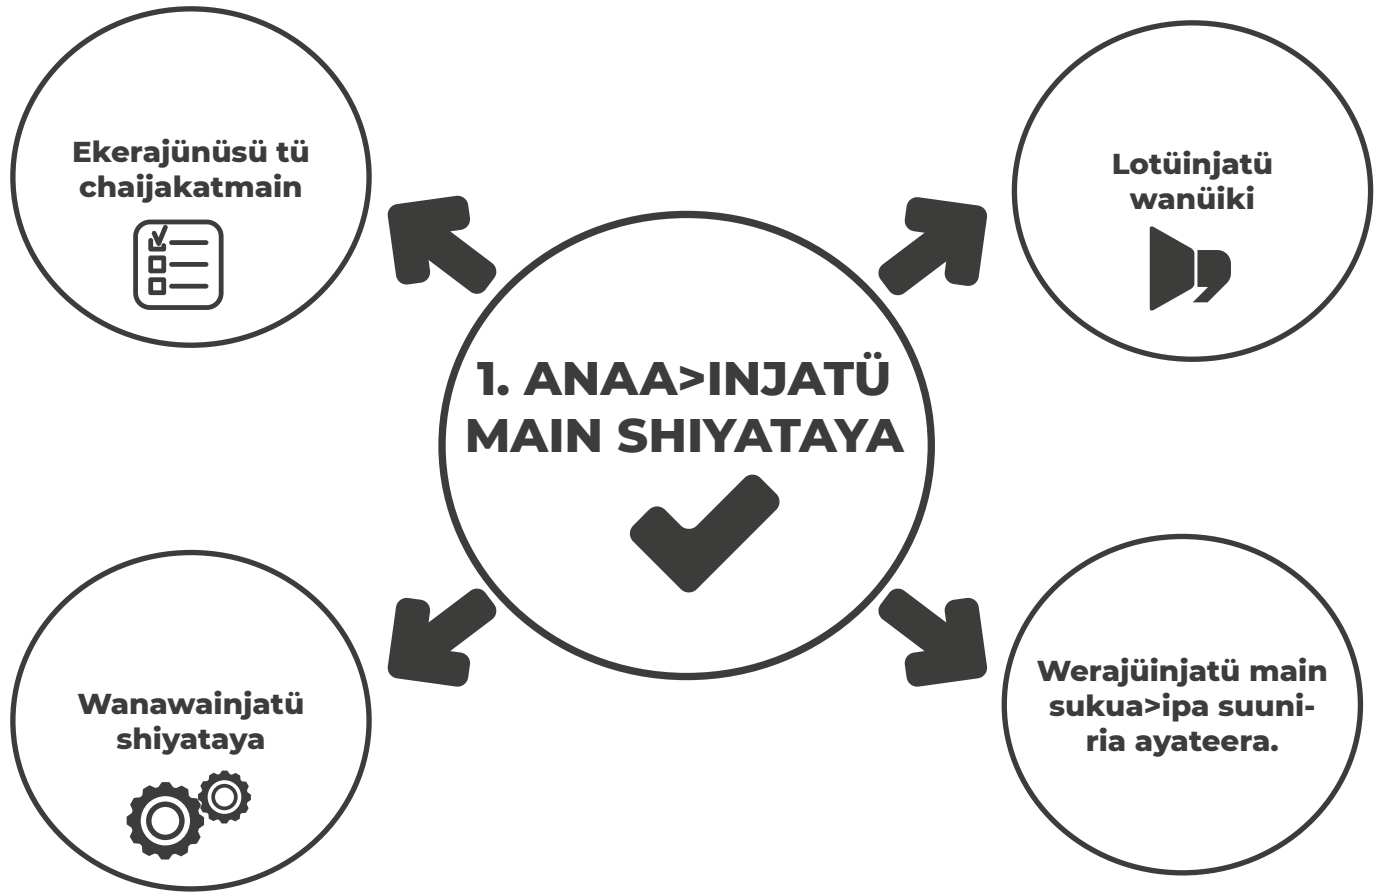 Ekerajünüsü tü
chaijakatmain
Lotüinjatü
wanüiki
1. ANAA>INJATÜ
MAIN SHIYATAYA
Wanawainjatü
shiyataya
Werajüinjatü main
sukua>ipa suuni-
ria ayateera.